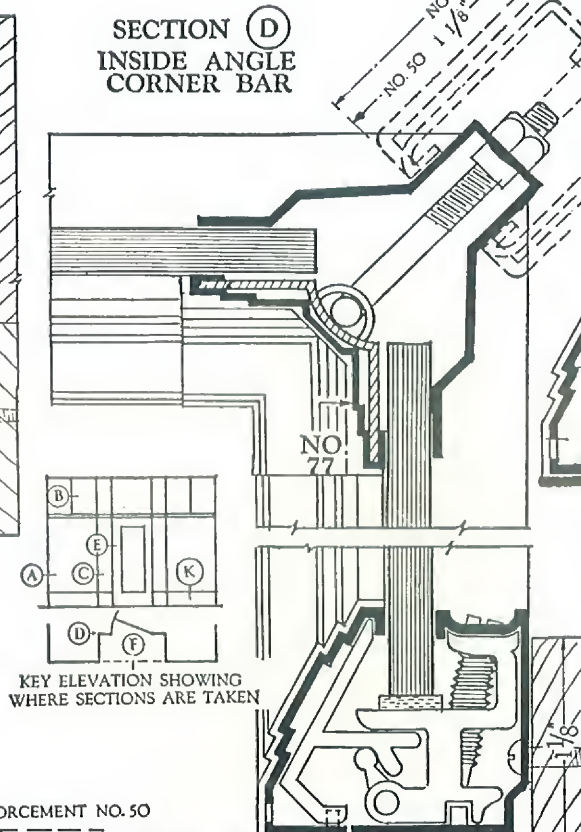 SECTION D
INSIDE ANGLE
CORNER BAR
NO. 50 1 1/8"
NO
77
B
E
A
C
K
D
F
KEY ELEVATION SHOWING
WHERE SECTIONS ARE TAKEN
1 1/8"
ORCEMENT NO. 50